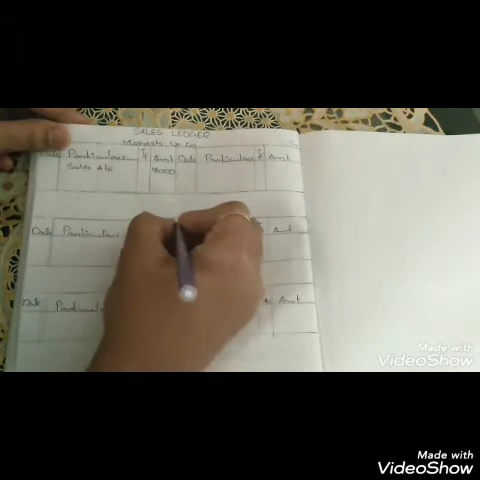 SALES LEDGER
Mahesh & Co
Date Particulars J.F Amt Date Particulars J.F Amt
Sales A/c 18000
Date Particulars Amt
Date Particulars Amt
Made with
VideoShow
Made with
VideoShow